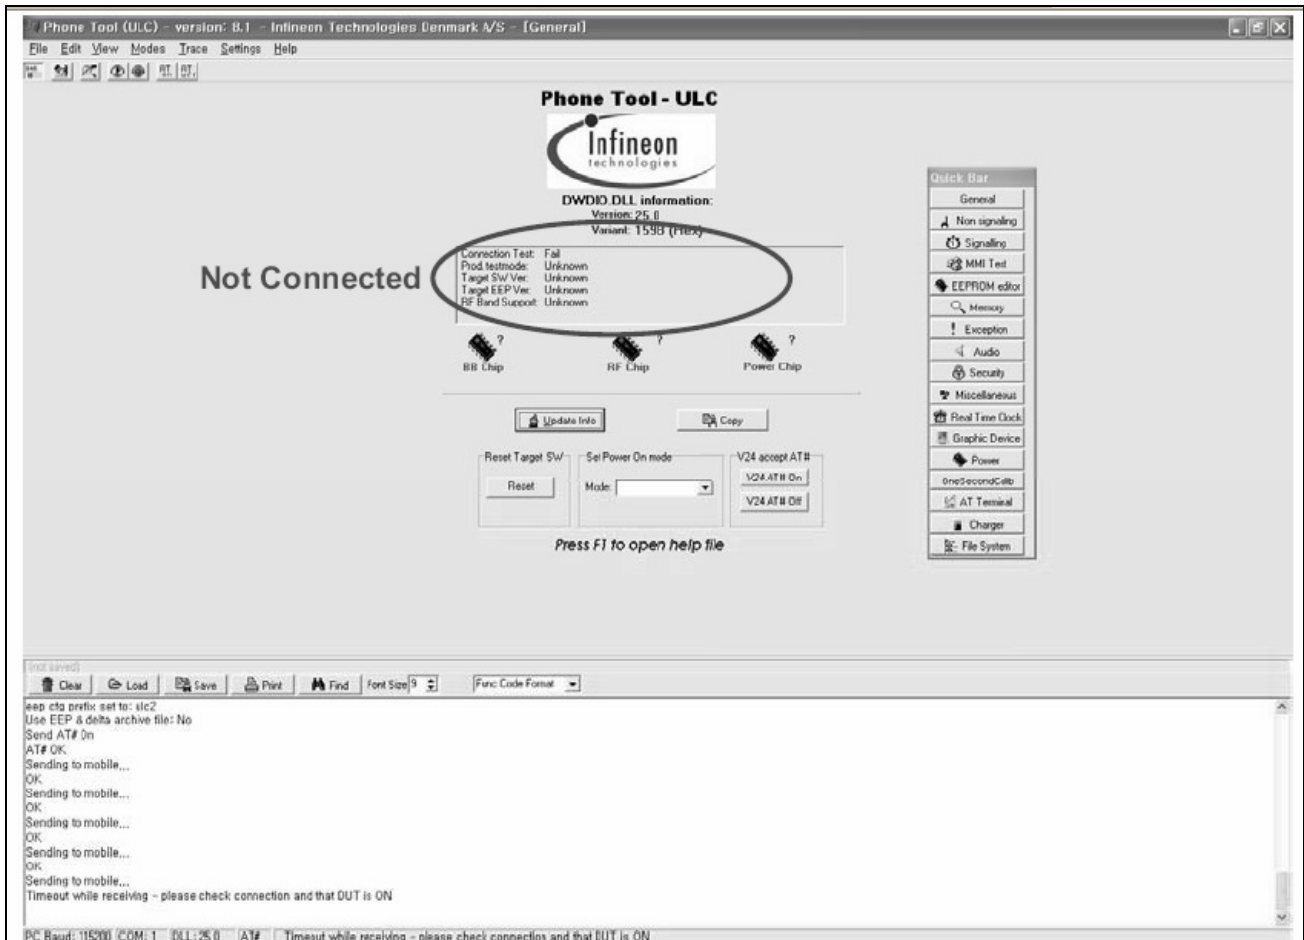 Phone Tool (ULC) - version: 8.1 - Infineon Technologies Denmark A/S - [General]
File Edit View Modes Trace Settings Help
Phone Tool - ULC
Infineon
technologies
DWDIO.DLL information:
Version: 25.0
Variant: 159B (Flex)
Connection Test: Fail
Prod.testmode: Unknown
Target SW Ver: Unknown
Target EEP Ver: Unknown
RF Band Support: Unknown
Not Connected
? ? ?
BB Chip RF Chip Power Chip
Update Info Copy
Reset Target SW Set Power On mode V24 accept AT#
Reset Mode: V24 AT# On
V24 AT# Off
Press F1 to open help file
Quick Bar
General
Non signaling
Signalling
MMI Test
EEPROM editor
Memory
Exception
Audio
Security
Miscellaneous
Real Time Clock
Graphic Device
Power
OneSecondCalib
AT Terminal
Charger
File System
(not saved)
Clear Load Save Print Find Font Size 9 Func Code Format
eep cfg prefix set to: ulc2
Use EEP & delta archive file: No
Send AT# On
AT# OK
Sending to mobile...
OK
Sending to mobile...
OK
Sending to mobile...
OK
Sending to mobile...
OK
Sending to mobile...
Timeout while receiving - please check connection and that DUT is ON
PC Baud: 115200 COM: 1 DLL: 25.0 AT# Timeout while receiving - please check connection and that DUT is ON